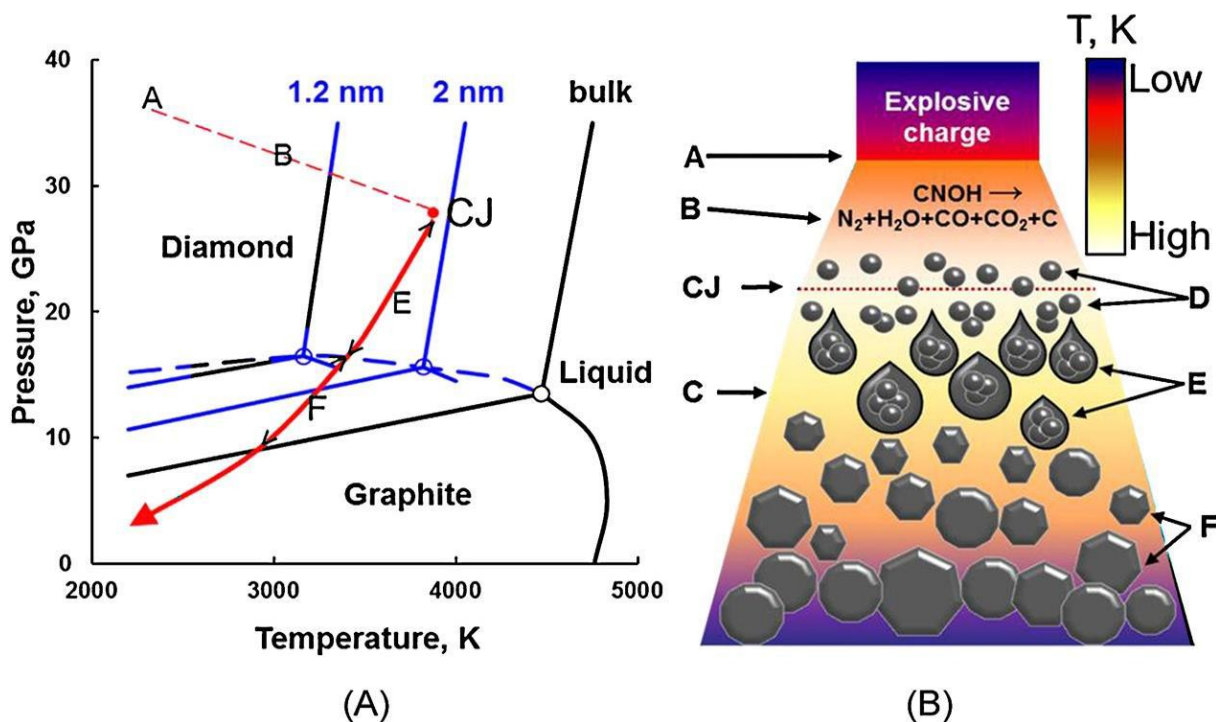 40
30
20
10
0
2000
3000
4000
5000
Pressure, GPa
Temperature, K
1.2 nm
2 nm
bulk
A
B
CJ
Diamond
E
Liquid
F
Graphite
(A)
T, K
Low
High
Explosive
charge
A
CNOH →
B
N₂+H₂O+CO+CO₂+C
CJ
D
E
C
F
(B)